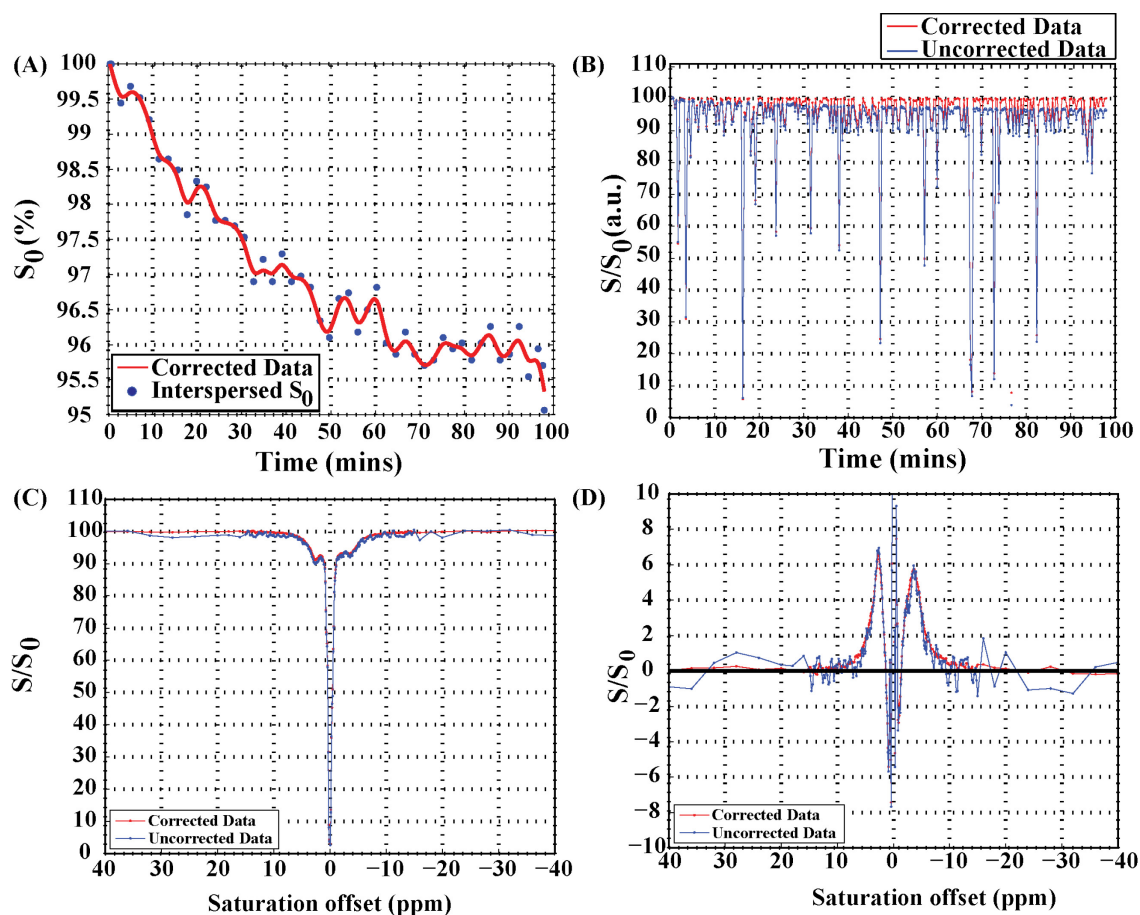 Corrected Data
Uncorrected Data
(A)
100
99.5
99
98.5
98
97.5
97
96.5
96
95.5
95
S0(%)
Corrected Data
Interspersed S0
0 10 20 30 40 50 60 70 80 90 100
Time (mins)
(B)
110
100
90
80
70
60
50
40
30
20
10
0
S/S0(a.u.)
0 10 20 30 40 50 60 70 80 90 100
Time (mins)
(C)
110
100
90
80
70
60
50
40
30
20
10
0
S/S0
Corrected Data
Uncorrected Data
40 30 20 10 0 −10 −20 −30 −40
Saturation offset (ppm)
(D)
10
8
6
4
2
0
−2
−4
−6
−8
−10
S/S0
Corrected Data
Uncorrected Data
40 30 20 10 0 −10 −20 −30 −40
Saturation offset (ppm)